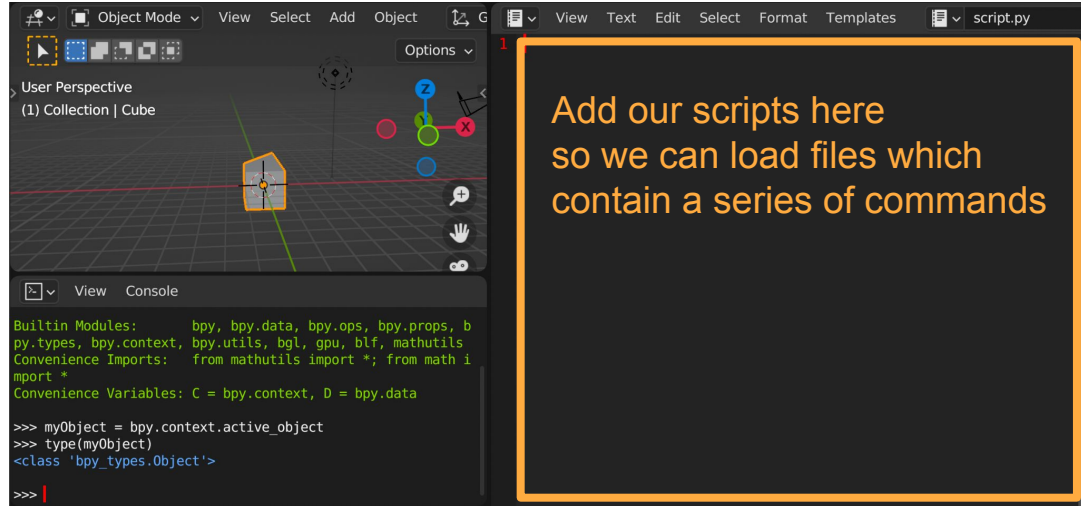 Object Mode View Select Add Object G
Options
User Perspective
(1) Collection | Cube
Z
Y
X
View Console
Builtin Modules: bpy, bpy.data, bpy.ops, bpy.props, b
py.types, bpy.context, bpy.utils, bgl, gpu, blf, mathutils
Convenience Imports: from mathutils import *; from math i
mport *
Convenience Variables: C = bpy.context, D = bpy.data
>>> myObject = bpy.context.active_object
>>> type(myObject)
<class 'bpy_types.Object'>
>>>
View Text Edit Select Format Templates script.py
1
Add our scripts here
so we can load files which
contain a series of commands